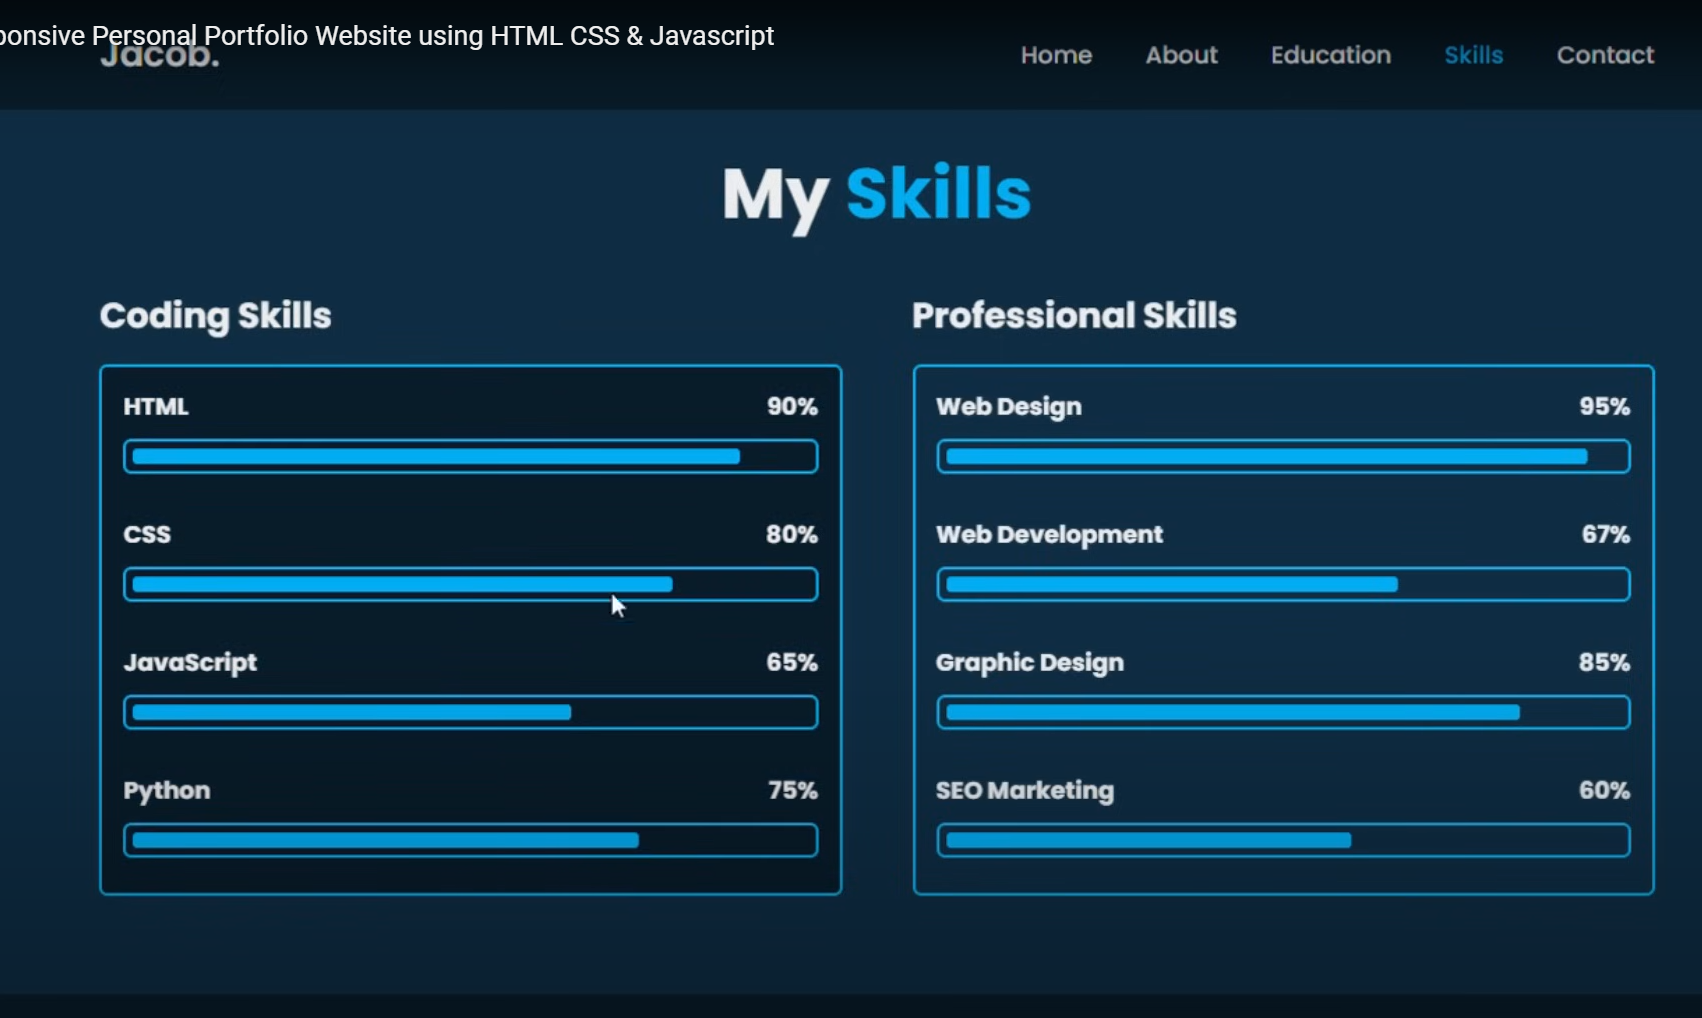 Personal Portfolio Website using HTML CSS & Javascript
Jacob.
Home About Education Skills Contact
My Skills
Coding Skills
HTML 90%
CSS 80%
JavaScript 65%
Python 75%
Professional Skills
Web Design 95%
Web Development 67%
Graphic Design 85%
SEO Marketing 60%